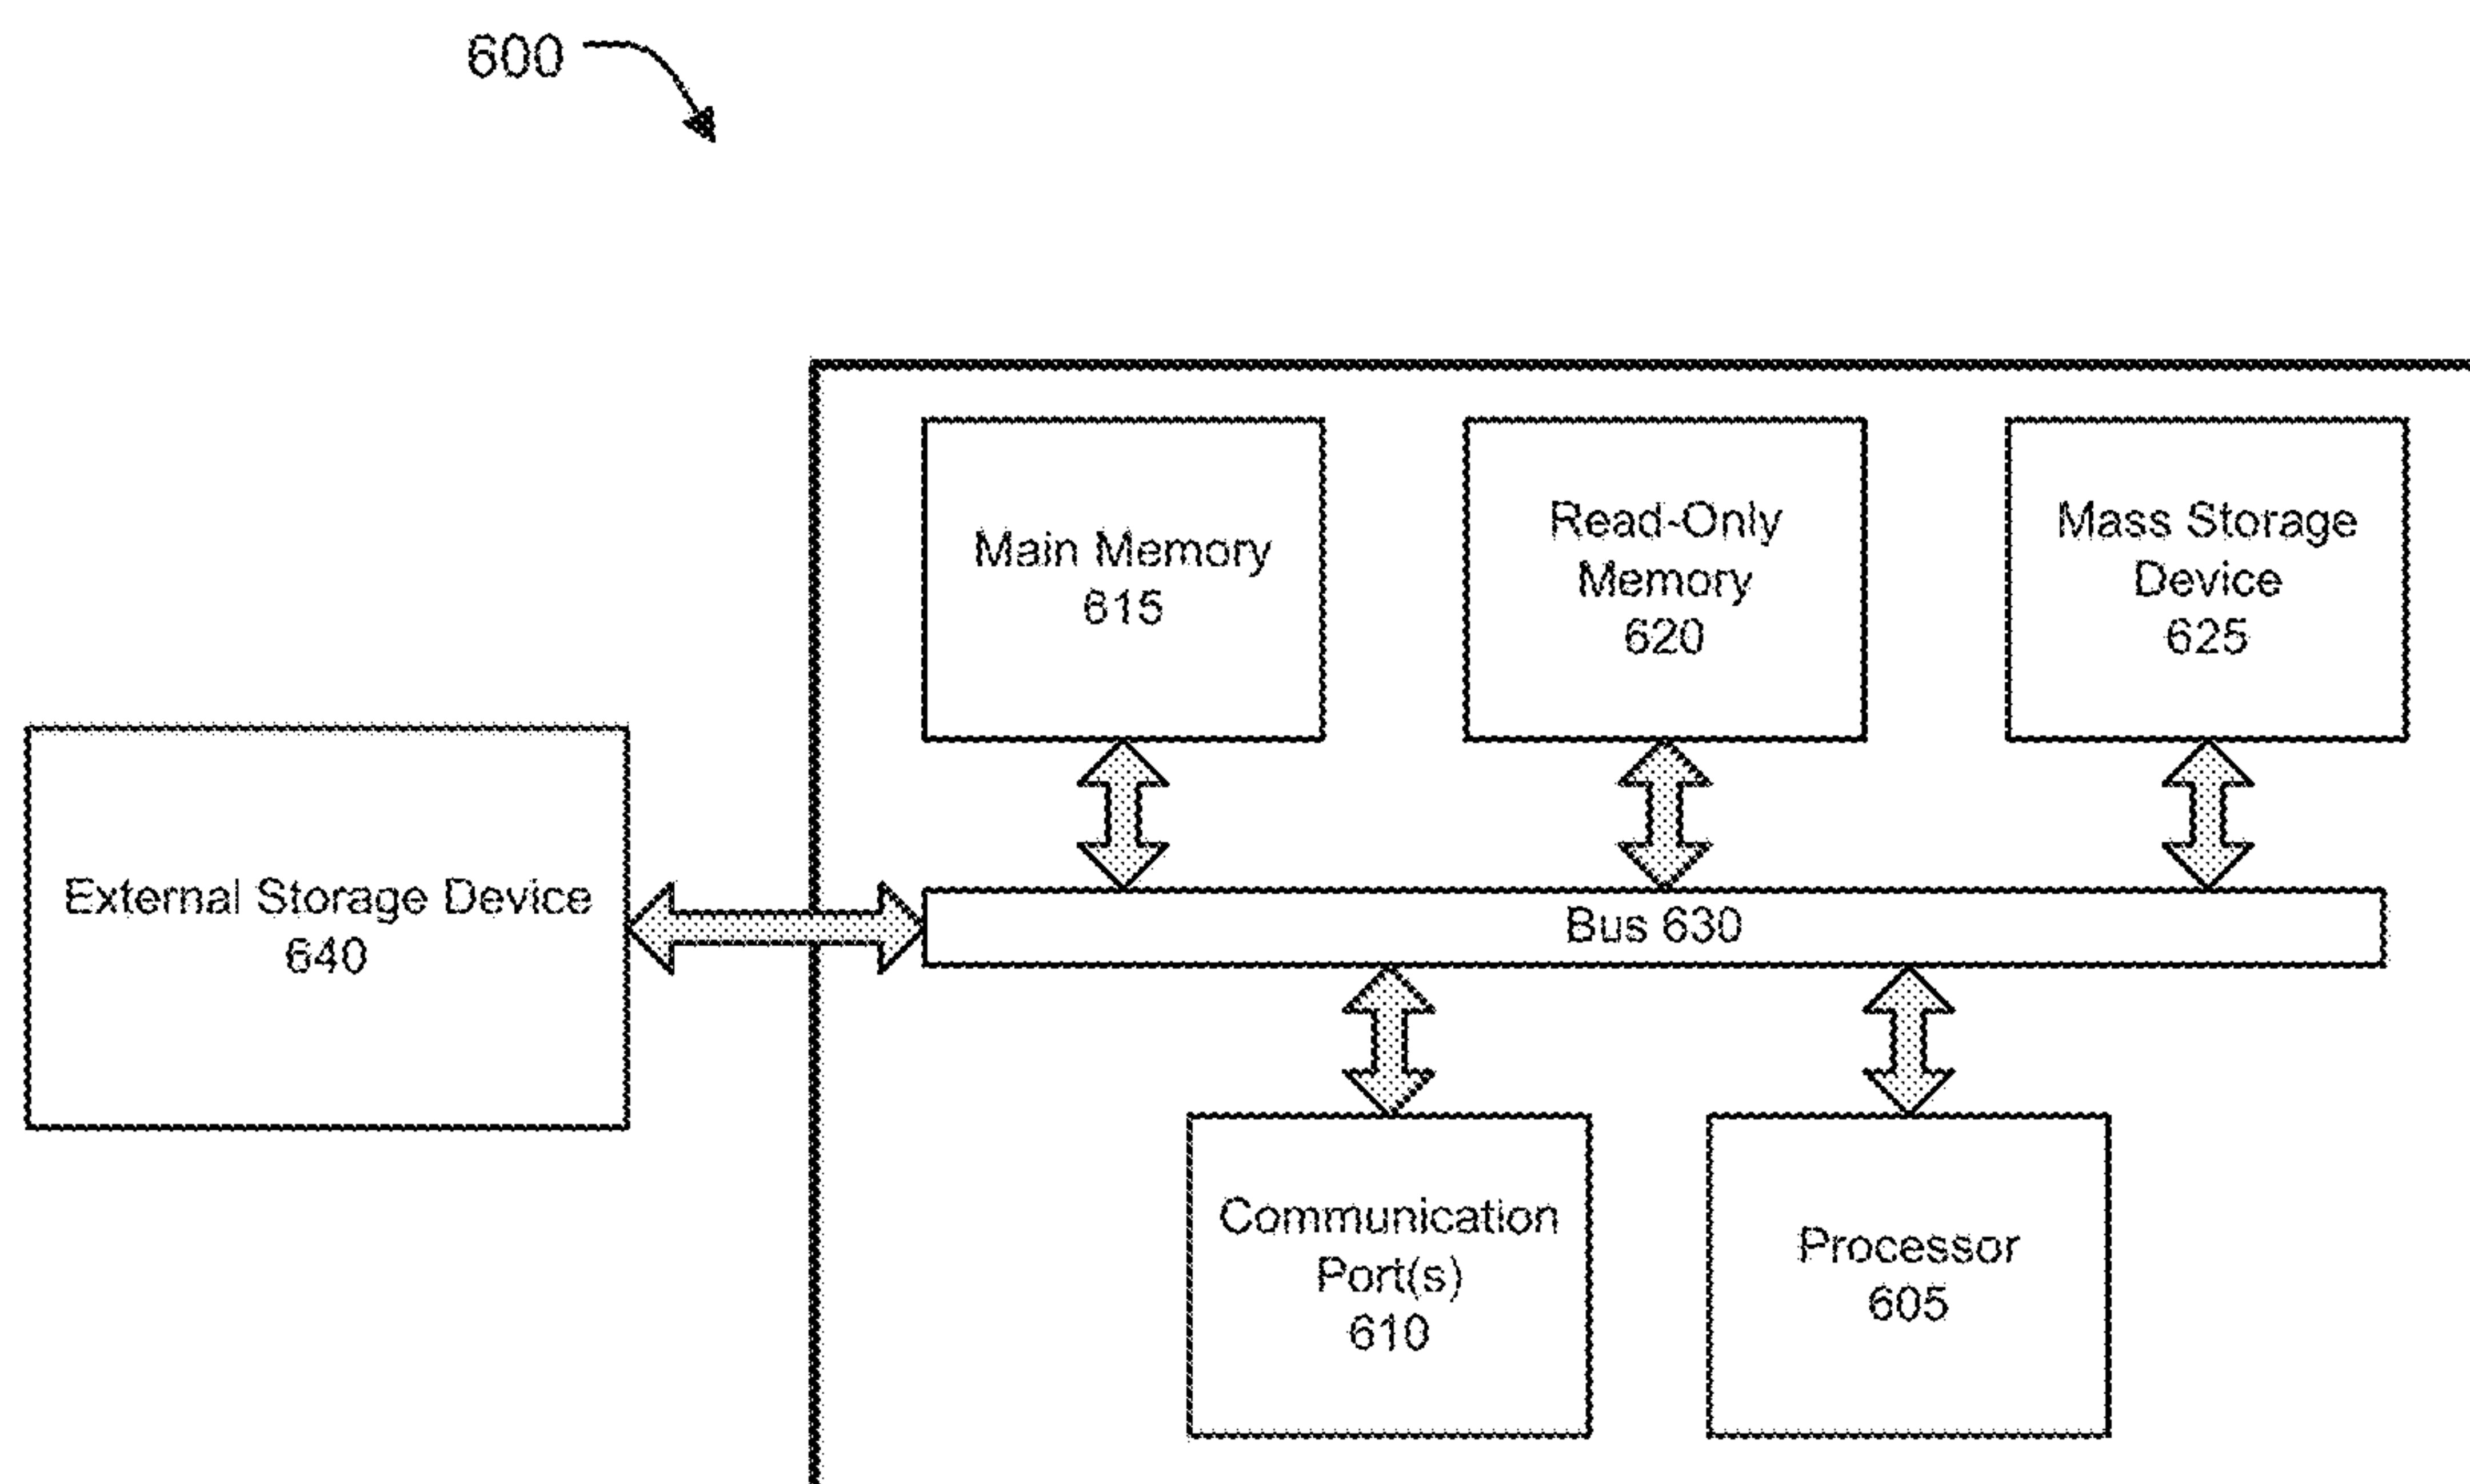 600
Main Memory
615
Read-Only
Memory
620
Mass Storage
Device
625
External Storage Device
640
Bus 630
Communication
Port(s)
610
Processor
605